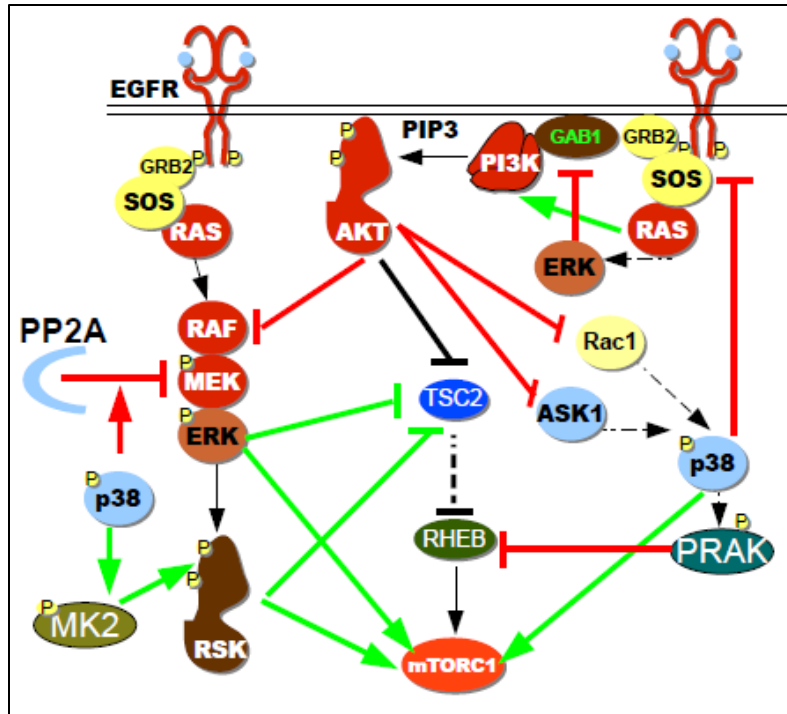 EGFR
P
P
GRB2
SOS
RAS
P
P
PIP3
AKT
PI3K
GAB1
GRB2
P
P
SOS
RAS
ERK
PP2A
RAF
P
MEK
P
ERK
TSC2
Rac1
ASK1
P
p38
P
p38
RHEB
P
PRAK
P
MK2
P
P
RSK
mTORC1